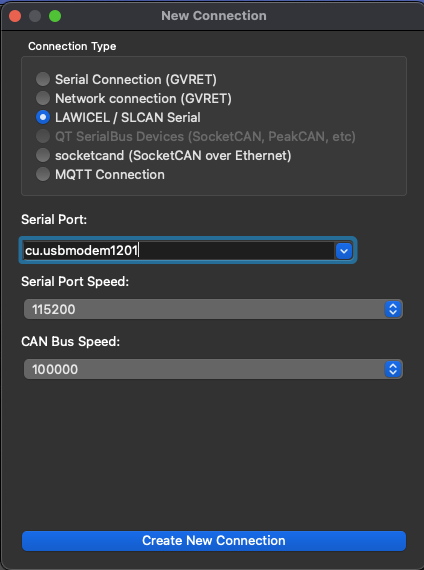 New Connection
Connection Type
Serial Connection (GVRET)
Network connection (GVRET)
LAWICEL / SLCAN Serial
QT SerialBus Devices (SocketCAN, PeakCAN, etc)
socketcand (SocketCAN over Ethernet)
MQTT Connection
Serial Port:
cu.usbmodem1201
Serial Port Speed:
115200
CAN Bus Speed:
100000
Create New Connection